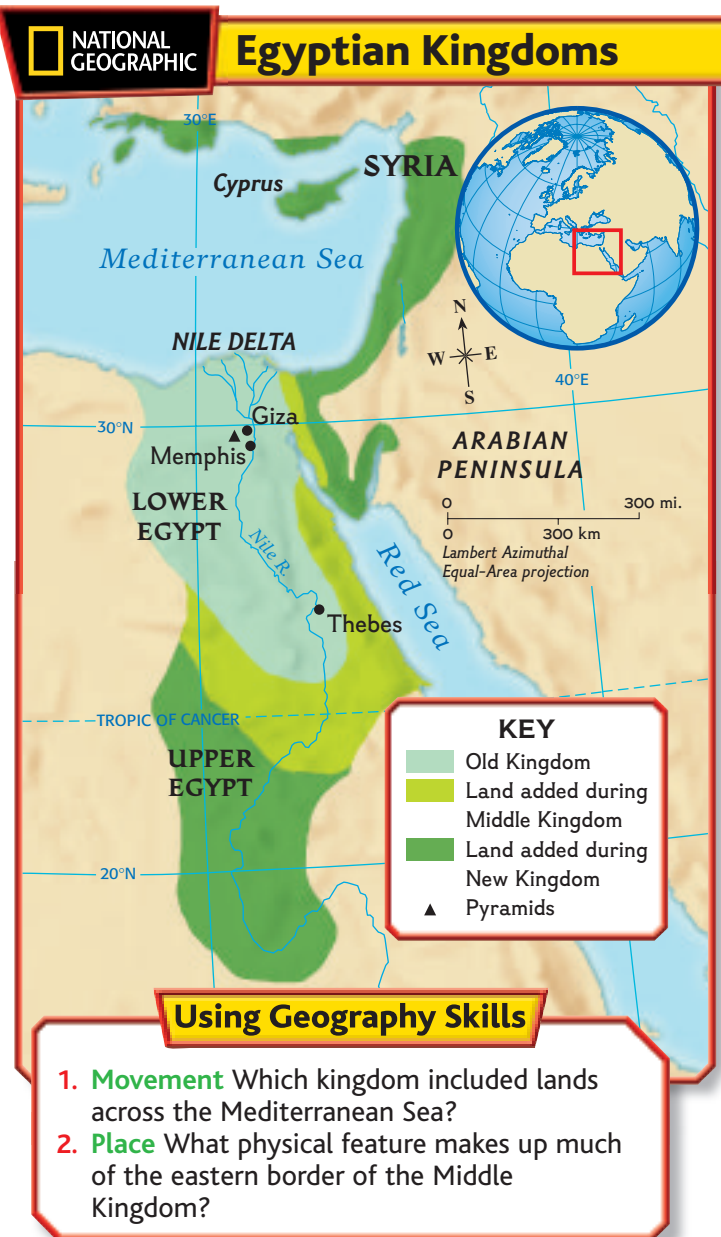 NATIONAL
GEOGRAPHIC
Egyptian Kingdoms
30°E
SYRIA
Cyprus
Mediterranean Sea
NILE DELTA
N
W E
S
40°E
30°N
Giza
Memphis
ARABIAN
PENINSULA
LOWER
EGYPT
0 300 mi.
0 300 km
Lambert Azimuthal
Equal-Area projection
Nile R.
Red Sea
Thebes
TROPIC OF CANCER
UPPER
EGYPT
20°N
KEY
Old Kingdom
Land added during
Middle Kingdom
Land added during
New Kingdom
Pyramids
Using Geography Skills
1. Movement Which kingdom included lands
across the Mediterranean Sea?
2. Place What physical feature makes up much
of the eastern border of the Middle
Kingdom?